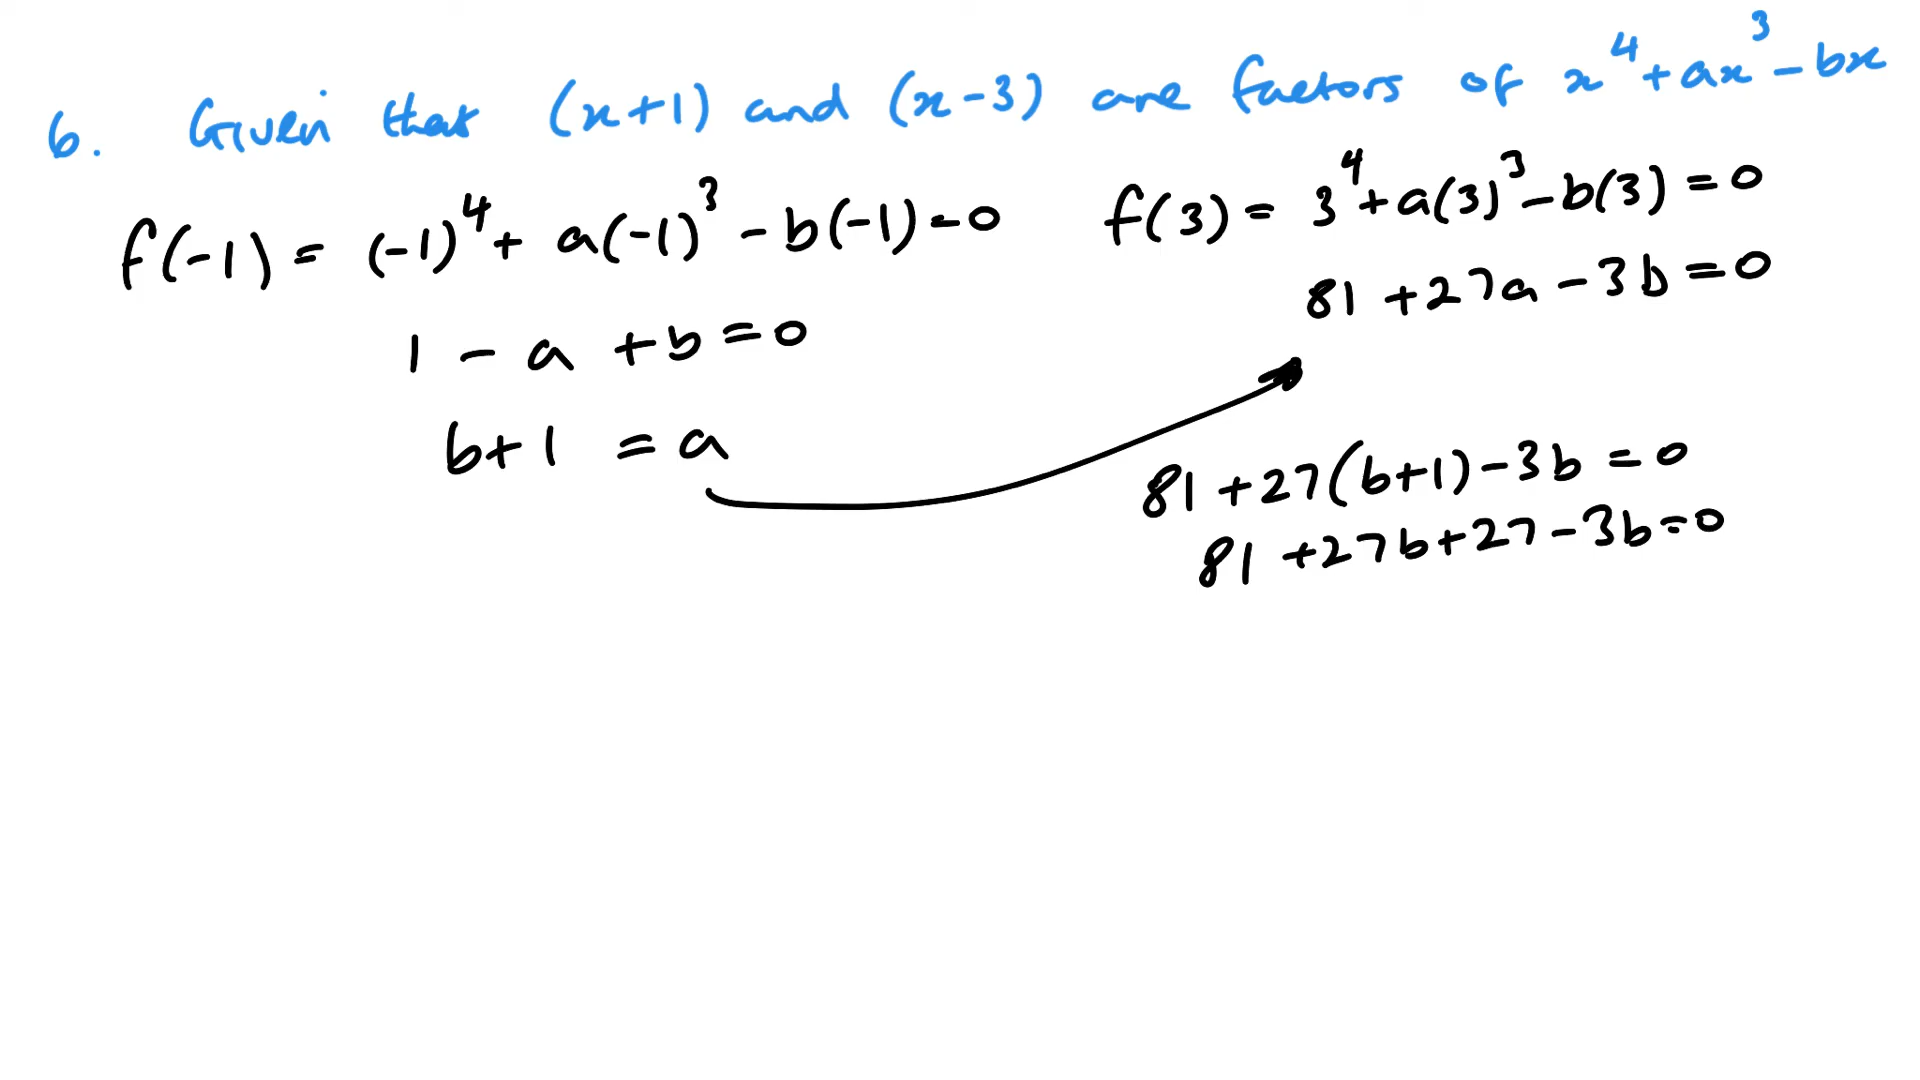 6. Given that (x+1) and (x-3) are factors of x⁴+ax³-bx
f(-1) = (-1)⁴+ a(-1)³ - b(-1)=0
1 - a +b=0
b+1 = a
f(3) = 3⁴+a(3)³-b(3)=0
81 +27a-3b=0
81+27(b+1)-3b=0
81+27b+27-3b=0